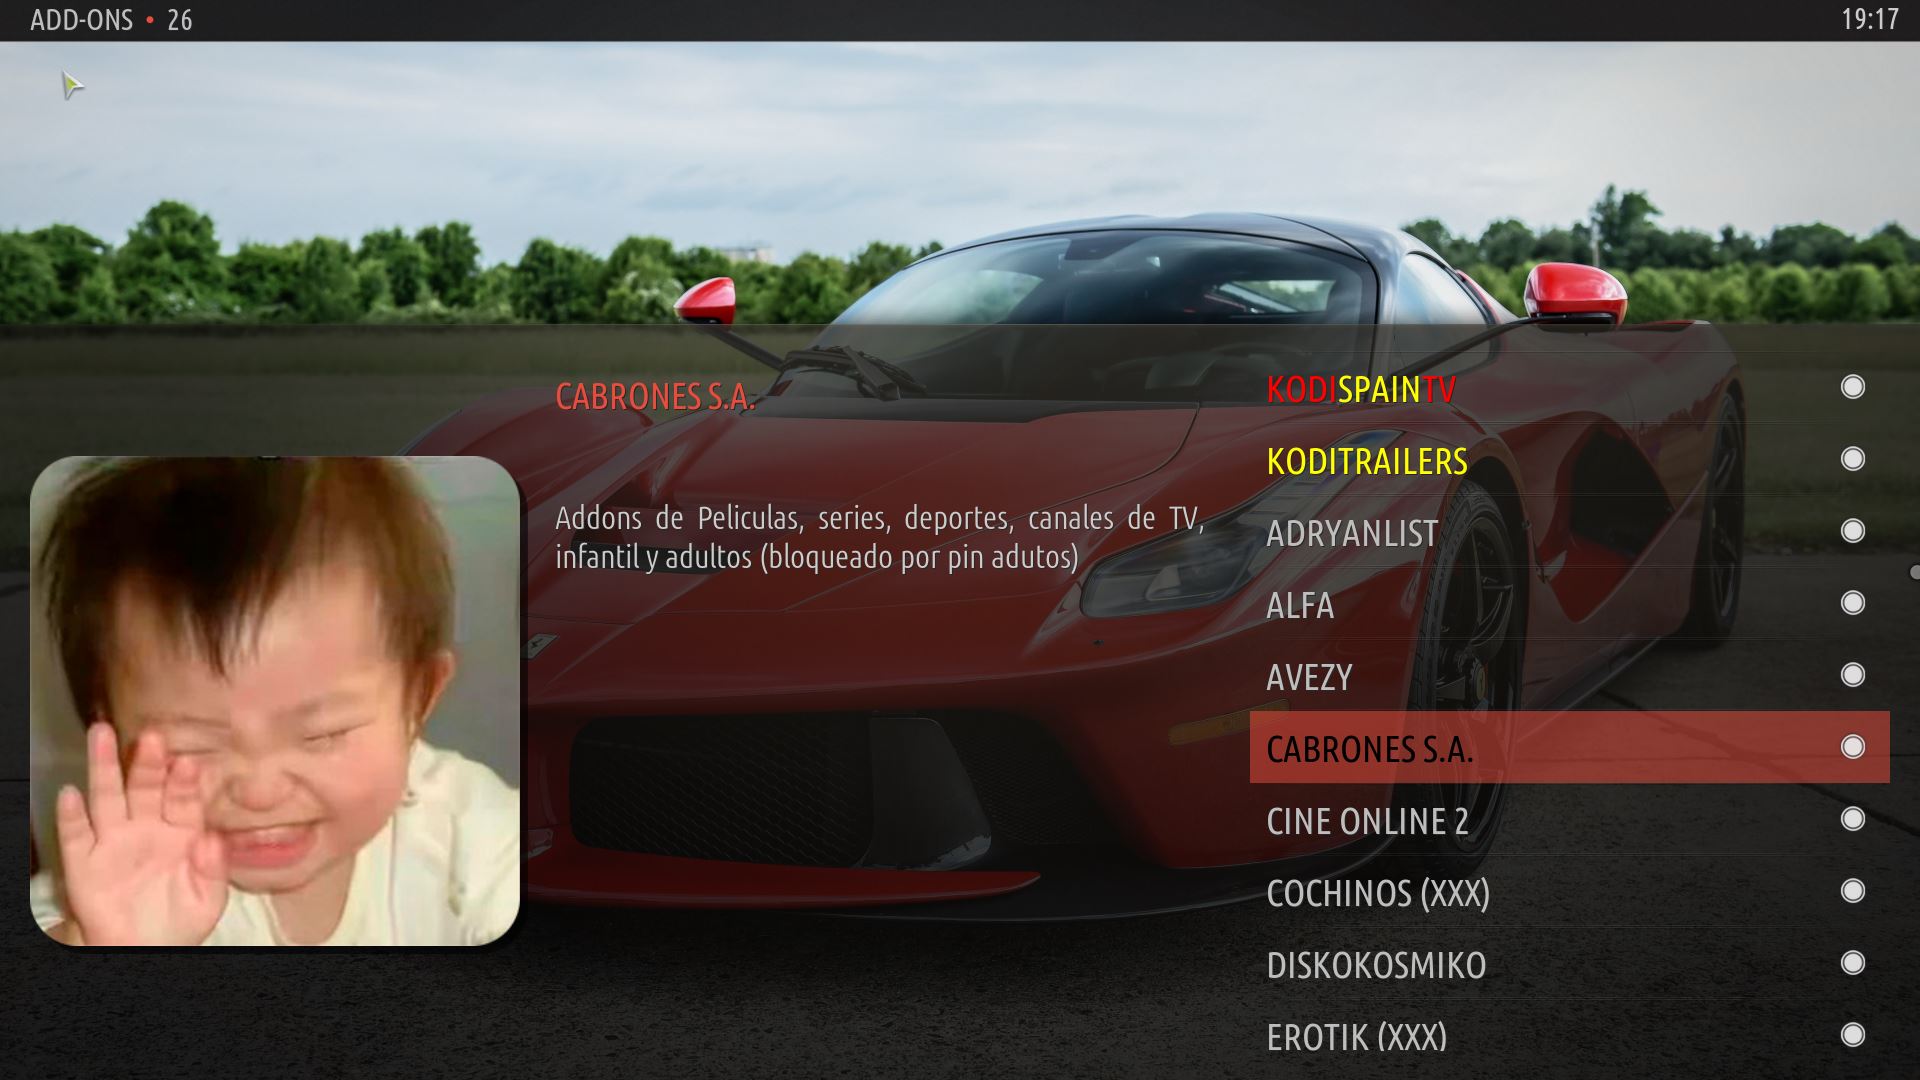 ADD-ONS • 26
19:17
CABRONES S.A.
Addons de Peliculas, series, deportes, canales de TV,
infantil y adultos (bloqueado por pin adutos)
KODISPAINTV
KODITRAILERS
ADRYANLIST
ALFA
AVEZY
CABRONES S.A.
CINE ONLINE 2
COCHINOS (XXX)
DISKOKOSMIKO
EROTIK (XXX)